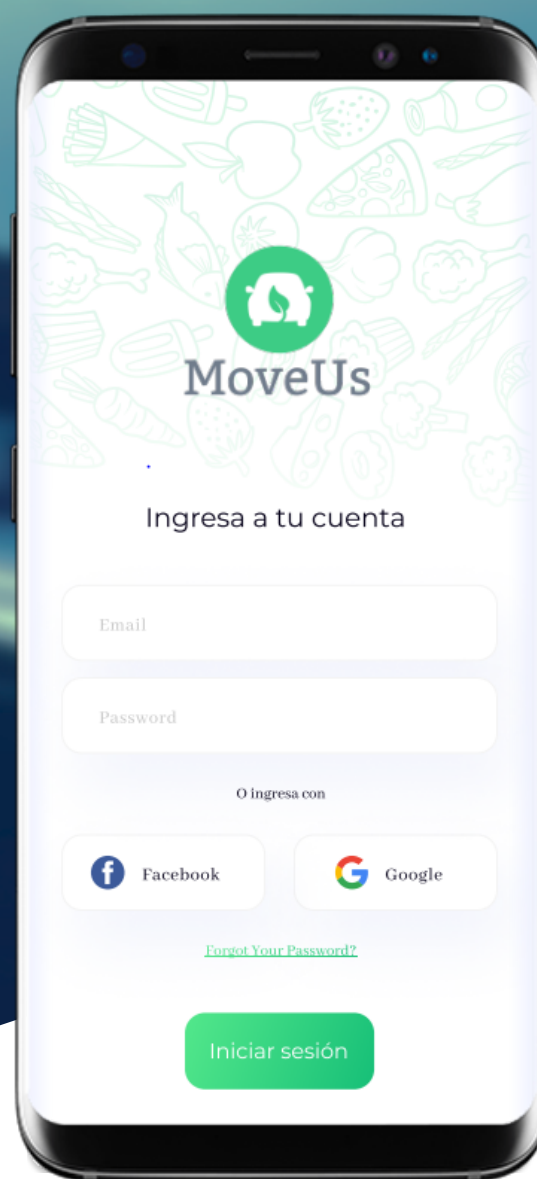 MoveUs
Ingresa a tu cuenta
Email
Password
O ingresa con
Facebook
Google
Forgot Your Password?
Iniciar sesión